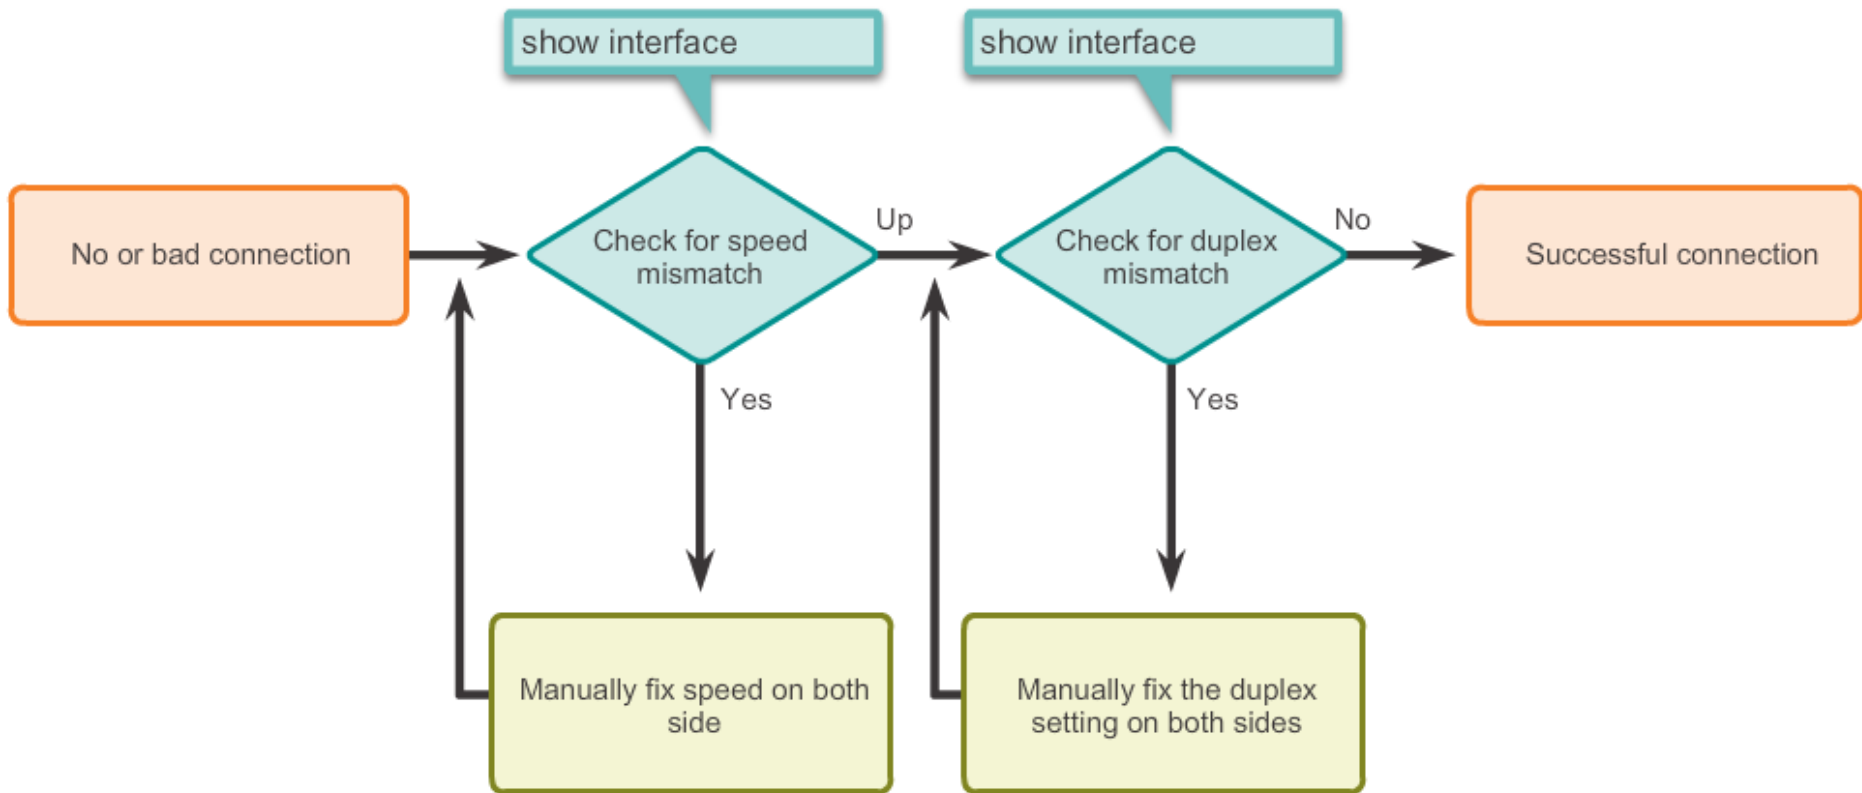 show interface
show interface
No or bad connection
Check for speed
mismatch
Up
Check for duplex
mismatch
No
Successful connection
Yes
Yes
Manually fix speed on both
side
Manually fix the duplex
setting on both sides